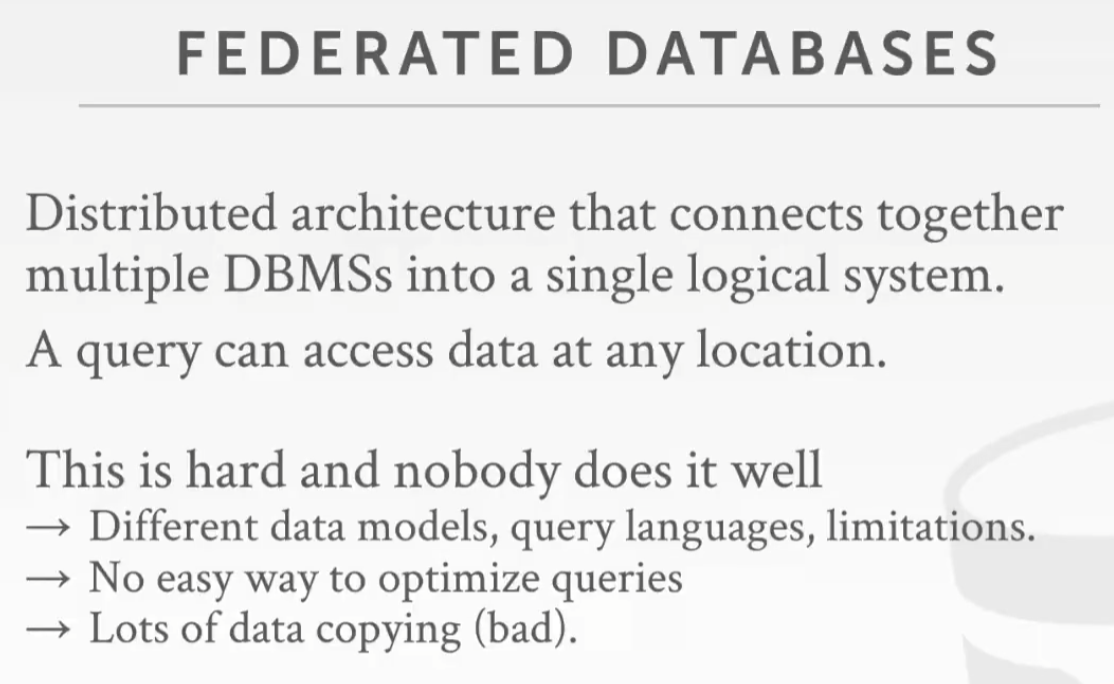 FEDERATED DATABASES
Distributed architecture that connects together
multiple DBMSs into a single logical system.
A query can access data at any location.
This is hard and nobody does it well
→ Different data models, query languages, limitations.
→ No easy way to optimize queries
→ Lots of data copying (bad).